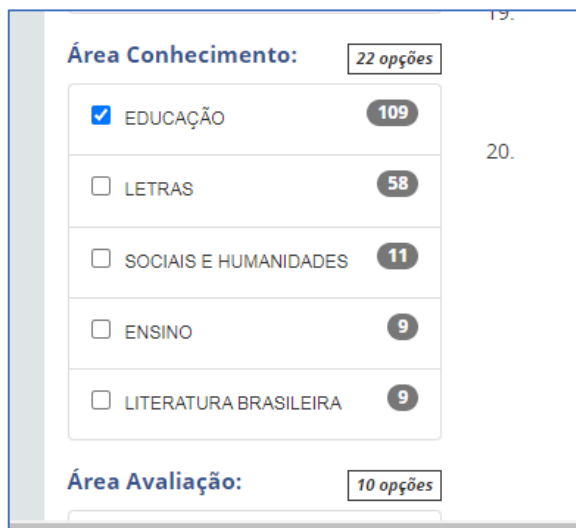 19.
Área Conhecimento: 22 opções
EDUCAÇÃO 109
20.
LETRAS 58
SOCIAIS E HUMANIDADES 11
ENSINO 9
LITERATURA BRASILEIRA 9
Área Avaliação: 10 opções